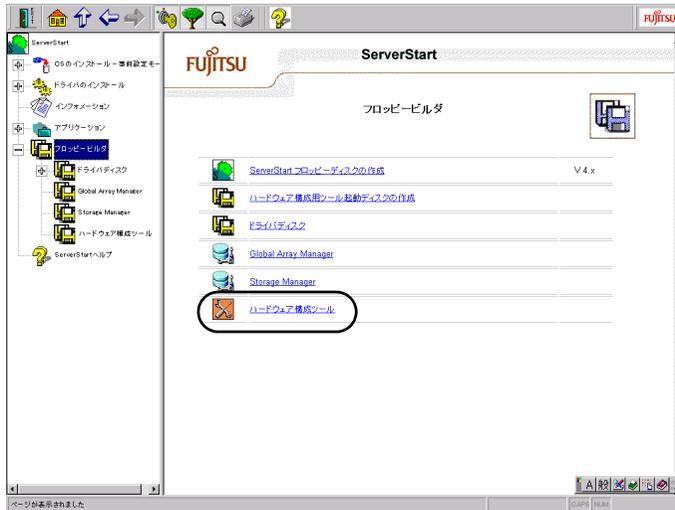 FUJITSU
ServerStart
OSのインストール - 事前設定モー
ドライバのインストール
インフォメーション
アプリケーション
フロッピービルダ
ドライバディスク
Global Array Manager
Storage Manager
ハードウェア構成ツール
ServerStartヘルプ
FUJITSU
ServerStart
フロッピービルダ
ServerStart フロッピーディスクの作成
V 4.x
ハードウェア構成用ツール起動ディスクの作成
ドライバディスク
Global Array Manager
Storage Manager
ハードウェア構成ツール
A 般
ページが表示されました
CAPS NUM